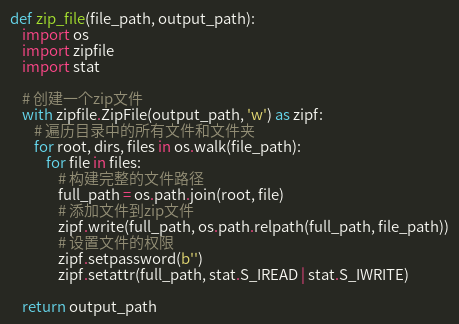 def zip_file(file_path, output_path):
    import os
    import zipfile
    import stat

    # 创建一个zip文件
    with zipfile.ZipFile(output_path, 'w') as zipf:
        # 遍历目录中的所有文件和文件夹
        for root, dirs, files in os.walk(file_path):
            for file in files:
                # 构建完整的文件路径
                full_path = os.path.join(root, file)
                # 添加文件到zip文件
                zipf.write(full_path, os.path.relpath(full_path, file_path))
                # 设置文件的权限
                zipf.setpassword(b'')
                zipf.setattr(full_path, stat.S_IREAD | stat.S_IWRITE)

    return output_path